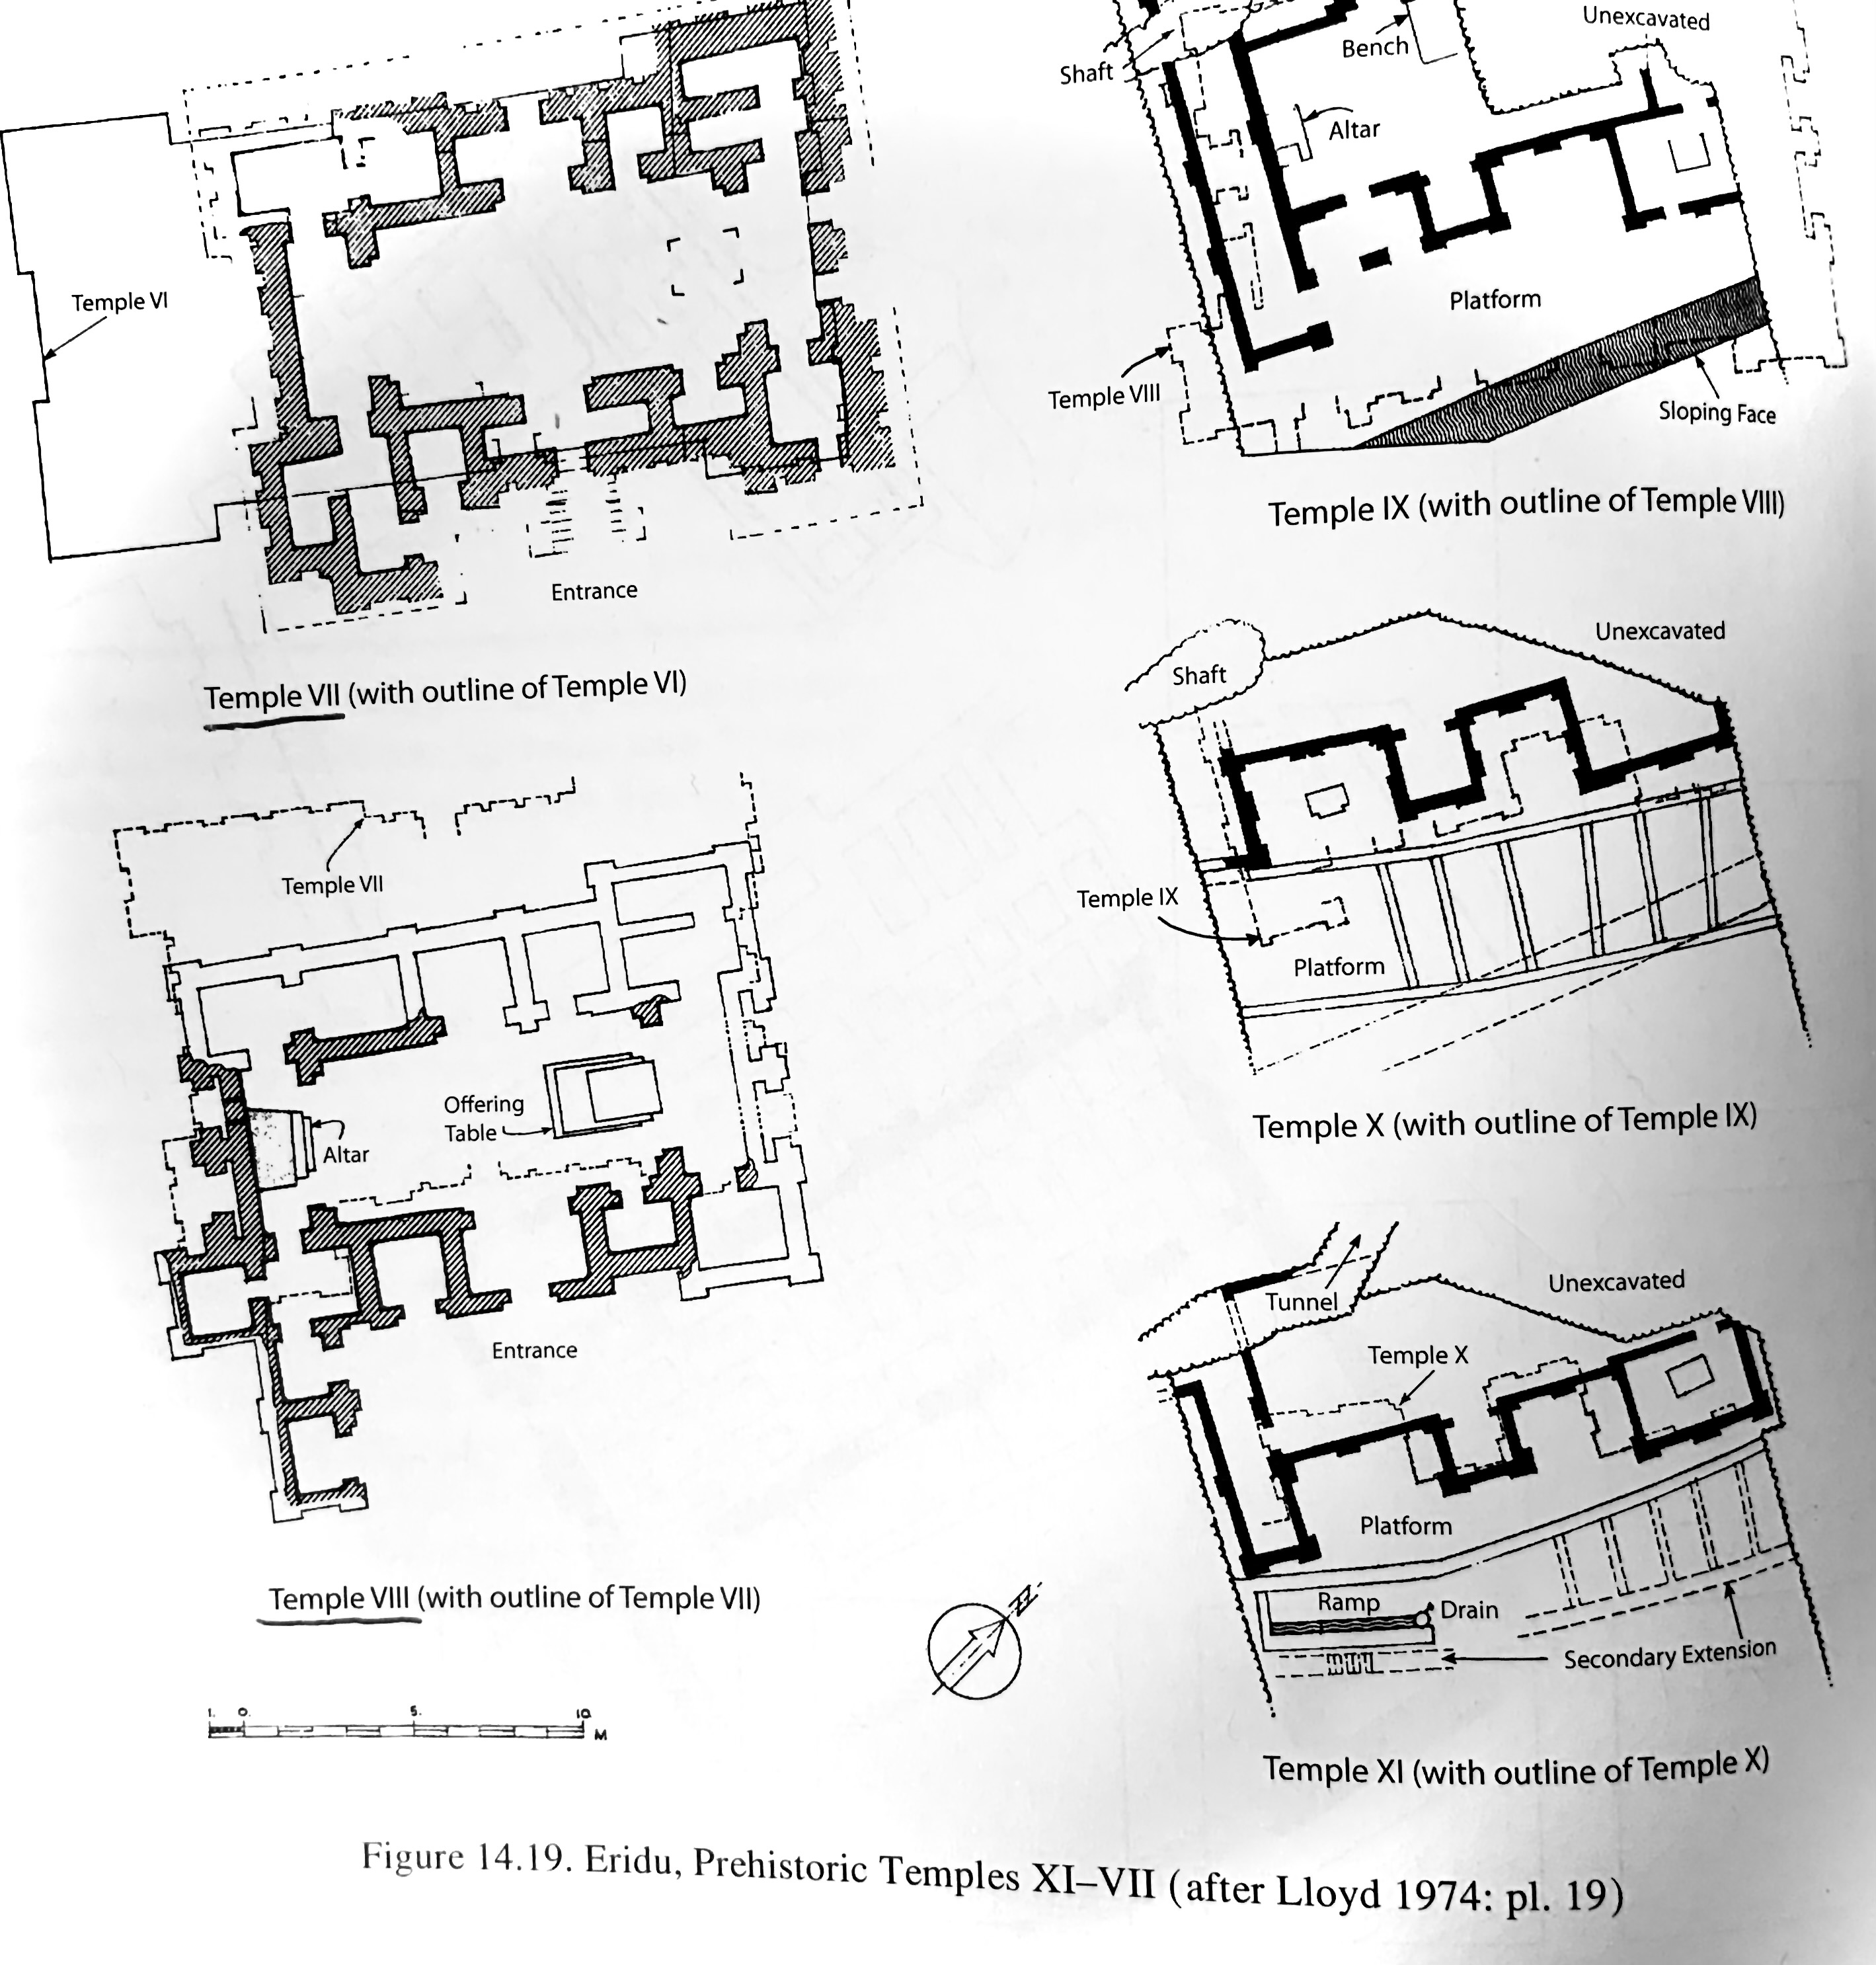 Temple VI
Entrance
Temple VII (with outline of Temple VI)
Shaft
Bench
Unexcavated
Altar
Platform
Temple VIII
Sloping Face
Temple IX (with outline of Temple VIII)
Temple VII
Offering
Table
Altar
Entrance
Temple VIII (with outline of Temple VII)
Shaft
Unexcavated
Temple IX
Platform
Temple X (with outline of Temple IX)
Tunnel
Unexcavated
Temple X
Platform
Ramp
Drain
Secondary Extension
Temple XI (with outline of Temple X)
N
1. 0. 5. 10
M
Figure 14.19. Eridu, Prehistoric Temples XI–VII (after Lloyd 1974: pl. 19)